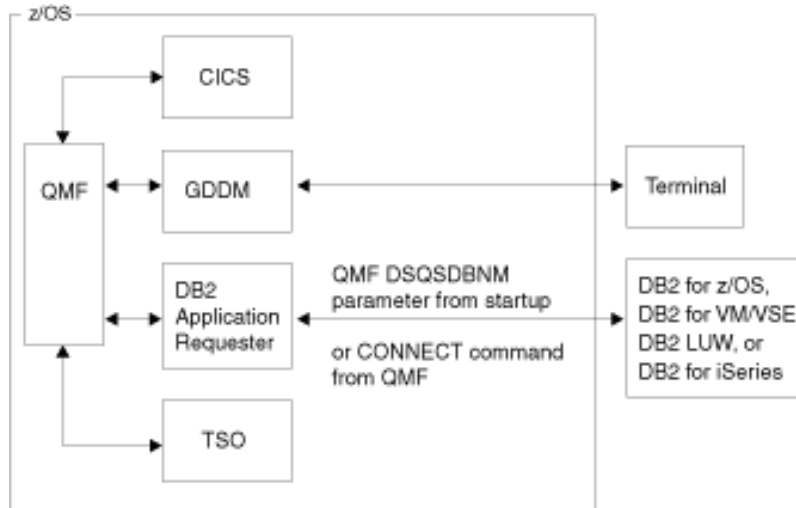 z/OS
CICS
QMF
GDDM
Terminal
DB2
Application
Requester
QMF DSQSDBNM
parameter from startup
or CONNECT command
from QMF
DB2 for z/OS,
DB2 for VM/VSE
DB2 LUW, or
DB2 for iSeries
TSO